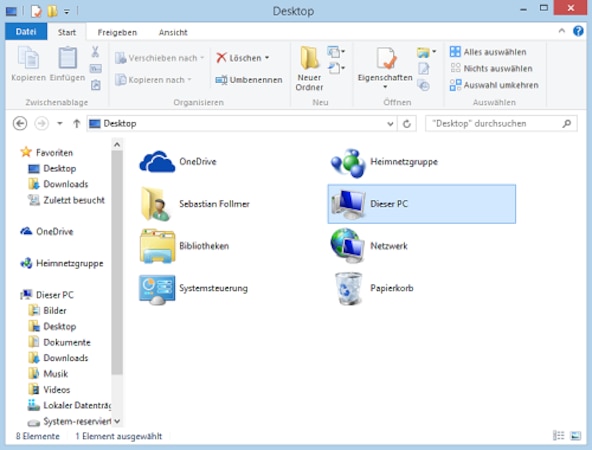 Desktop
Datei Start Freigeben Ansicht
Kopieren Einfügen
Verschieben nach
Kopieren nach
Löschen
Umbenennen
Neuer
Ordner
Eigenschaften
Alles auswählen
Nichts auswählen
Auswahl umkehren
Zwischenablage Organisieren Neu Öffnen Auswählen
Desktop
"Desktop" durchsuchen
Favoriten
Desktop
Downloads
Zuletzt besucht
OneDrive
Heimnetzgruppe
Dieser PC
Bilder
Desktop
Dokumente
Downloads
Musik
Videos
Lokaler Datenträg
System-reserviert
OneDrive
Heimnetzgruppe
Sebastian Follmer
Dieser PC
Bibliotheken
Netzwerk
Systemsteuerung
Papierkorb
8 Elemente 1 Element ausgewählt